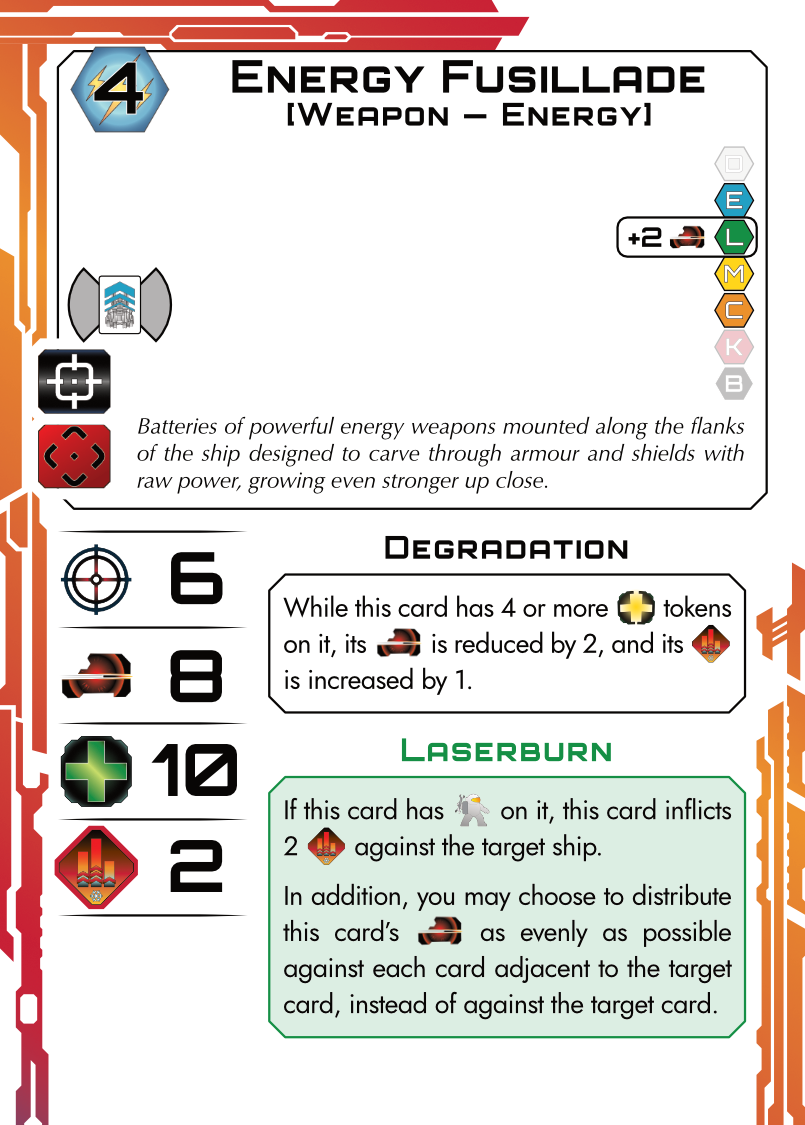 4
Energy Fusillade
[Weapon – Energy]
D
E
+2 L
M
C
K
B
Batteries of powerful energy weapons mounted along the flanks
of the ship designed to carve through armour and shields with
raw power, growing even stronger up close.
6
8
10
2
Degradation
While this card has 4 or more tokens
on it, its is reduced by 2, and its
is increased by 1.
Laserburn
If this card has on it, this card inflicts
2 against the target ship.
In addition, you may choose to distribute
this card's as evenly as possible
against each card adjacent to the target
card, instead of against the target card.